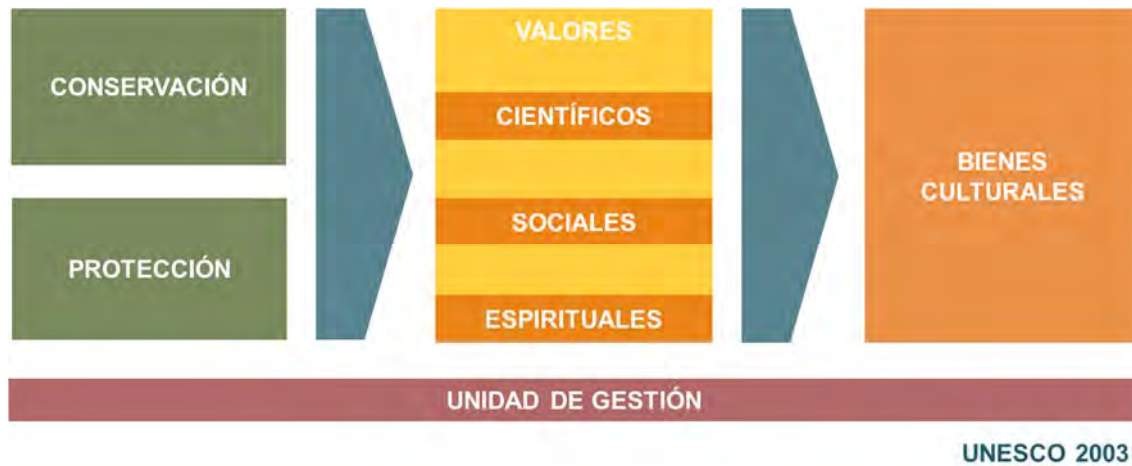 CONSERVACIÓN
PROTECCIÓN
VALORES
CIENTÍFICOS
SOCIALES
ESPIRITUALES
BIENES
CULTURALES
UNIDAD DE GESTIÓN
UNESCO 2003